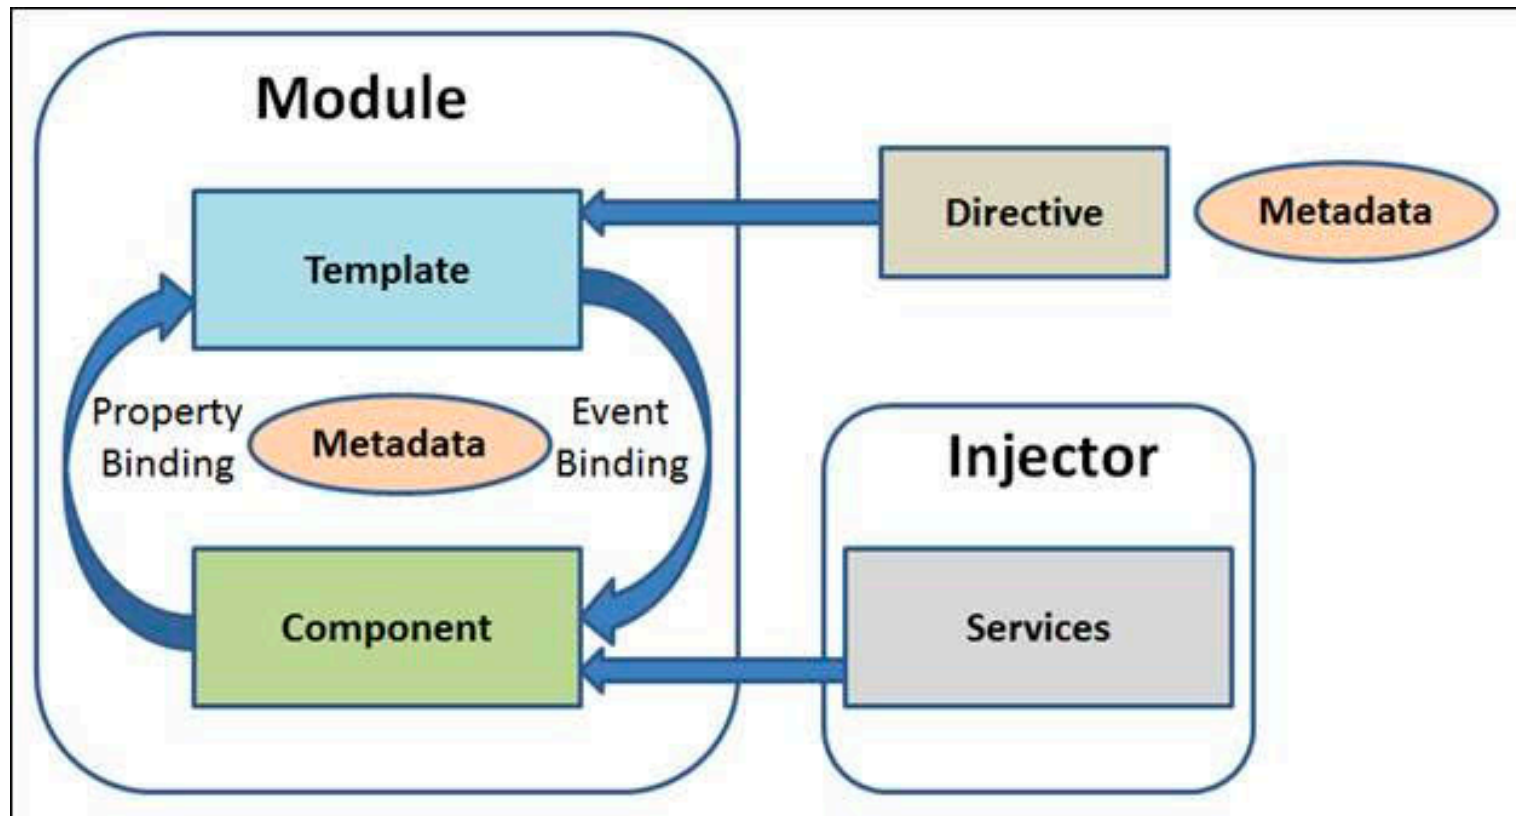 Module
Template
Directive
Metadata
Property
Binding
Metadata
Event
Binding
Injector
Component
Services